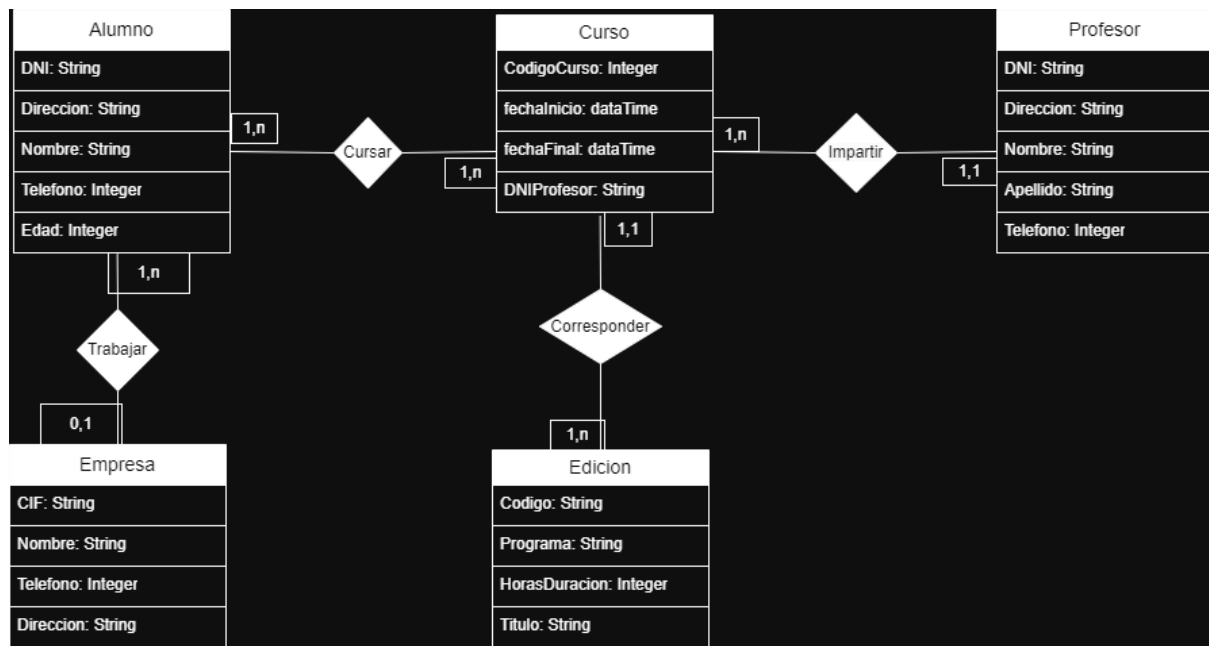 Alumno
DNI: String
Direccion: String
Nombre: String
Telefono: Integer
Edad: Integer
1,n
Cursar
1,n
Curso
CodigoCurso: Integer
fechaInicio: dataTime
fechaFinal: dataTime
DNIProfesor: String
1,n
Impartir
1,1
Profesor
DNI: String
Direccion: String
Nombre: String
Apellido: String
Telefono: Integer
1,n
Trabajar
0,1
Empresa
CIF: String
Nombre: String
Telefono: Integer
Direccion: String
1,1
Corresponder
1,n
Edicion
Codigo: String
Programa: String
HorasDuracion: Integer
Titulo: String